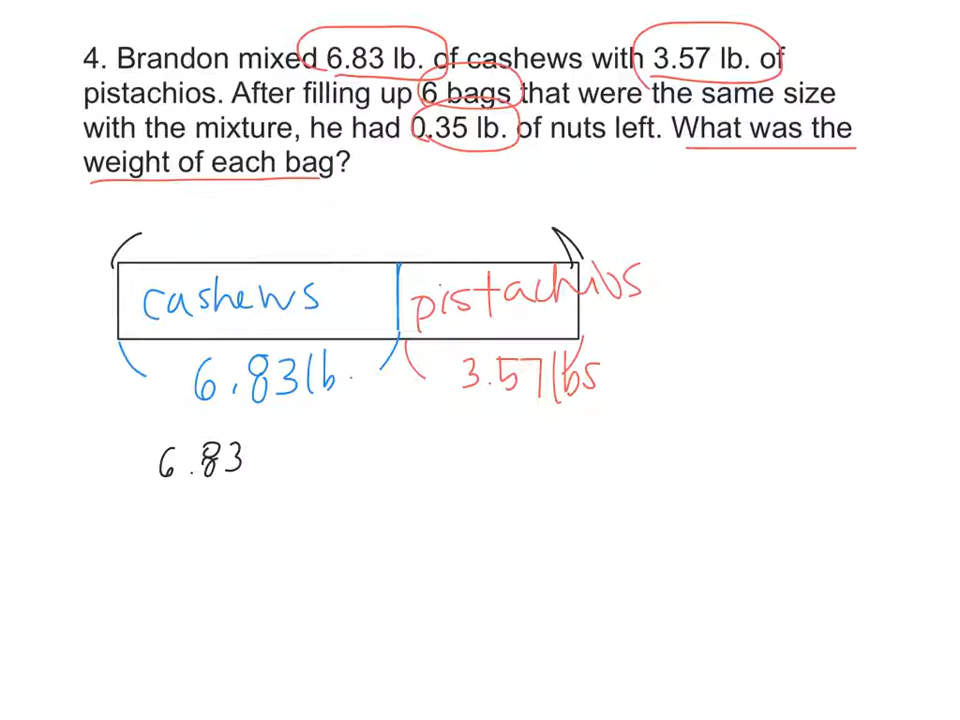 4. Brandon mixed 6.83 lb. of cashews with 3.57 lb. of
pistachios. After filling up 6 bags that were the same size
with the mixture, he had 0.35 lb. of nuts left. What was the
weight of each bag?
cashews pistachios
6.83lb. 3.57lbs
6.83